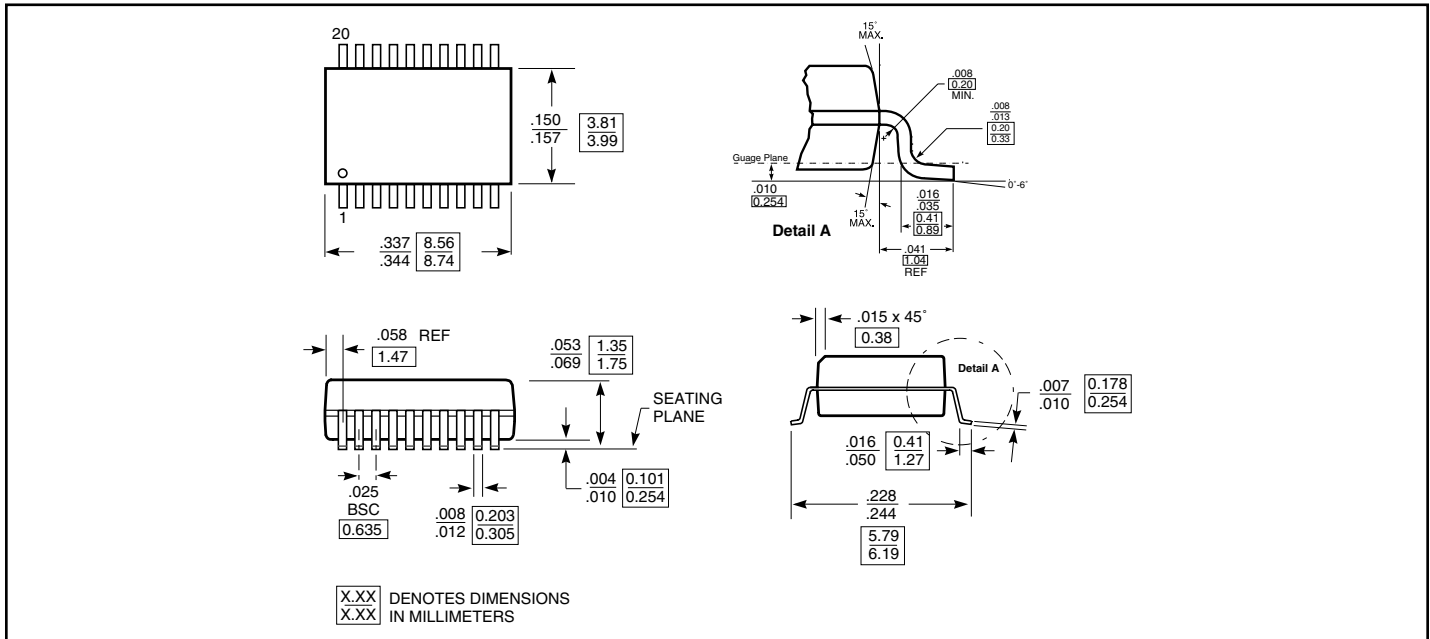 20
.150 3.81
.157 3.99
1
.337 8.56
.344 8.74
15°
MAX.
.008
0.20
MIN.
.008
.013
0.20
0.33
Guage Plane
.010
0.254
0°-6°
15°
MAX.
.016
.035
0.41
0.89
Detail A
.041
1.04
REF
.058 REF
1.47
.053 1.35
.069 1.75
SEATING
PLANE
.004 0.101
.010 0.254
.025
BSC
0.635
.008 0.203
.012 0.305
.015 x 45°
0.38
Detail A
.007 0.178
.010 0.254
.016 0.41
.050 1.27
.228
.244
5.79
6.19
X.XX DENOTES DIMENSIONS
X.XX IN MILLIMETERS